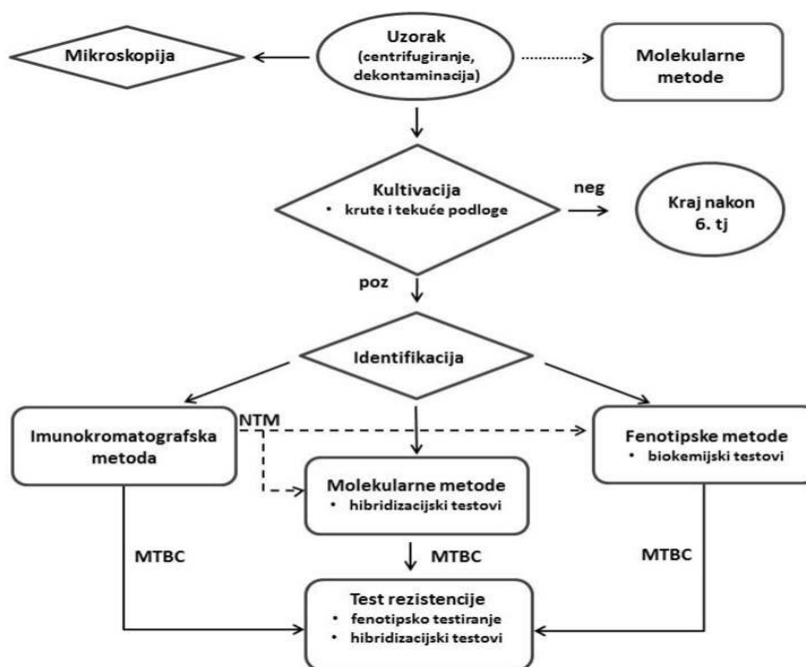 Mikroskopija
Uzorak
(centrifugiranje,
dekontaminacija)
Molekularne
metode
Kultivacija
• krute i tekuće podloge
neg
Kraj nakon
6. tj
poz
Identifikacija
Imunokromatografska
metoda
NTM
Fenotipske metode
• biokemijski testovi
Molekularne metode
• hibridizacijski testovi
MTBC
MTBC
MTBC
Test rezistencije
• fenotipsko testiranje
• hibridizacijski testovi